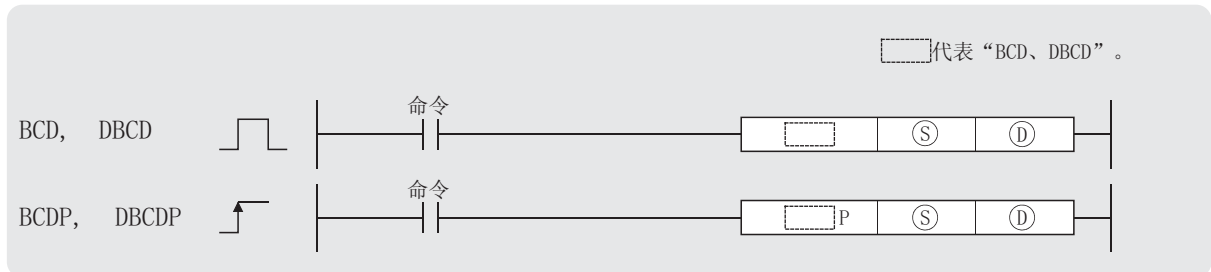 代表“BCD、DBCD”。
命令
BCD, DBCD Ⓢ Ⓓ
命令
BCDP, DBCDP P Ⓢ Ⓓ